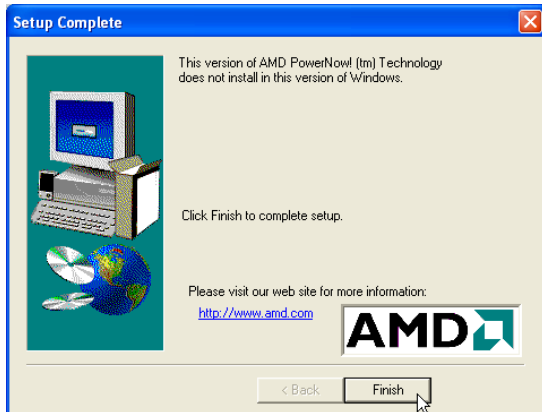 Setup Complete
This version of AMD PowerNow! (tm) Technology
does not install in this version of Windows.
Click Finish to complete setup.
Please visit our web site for more information:
http://www.amd.com
AMD
< Back
Finish